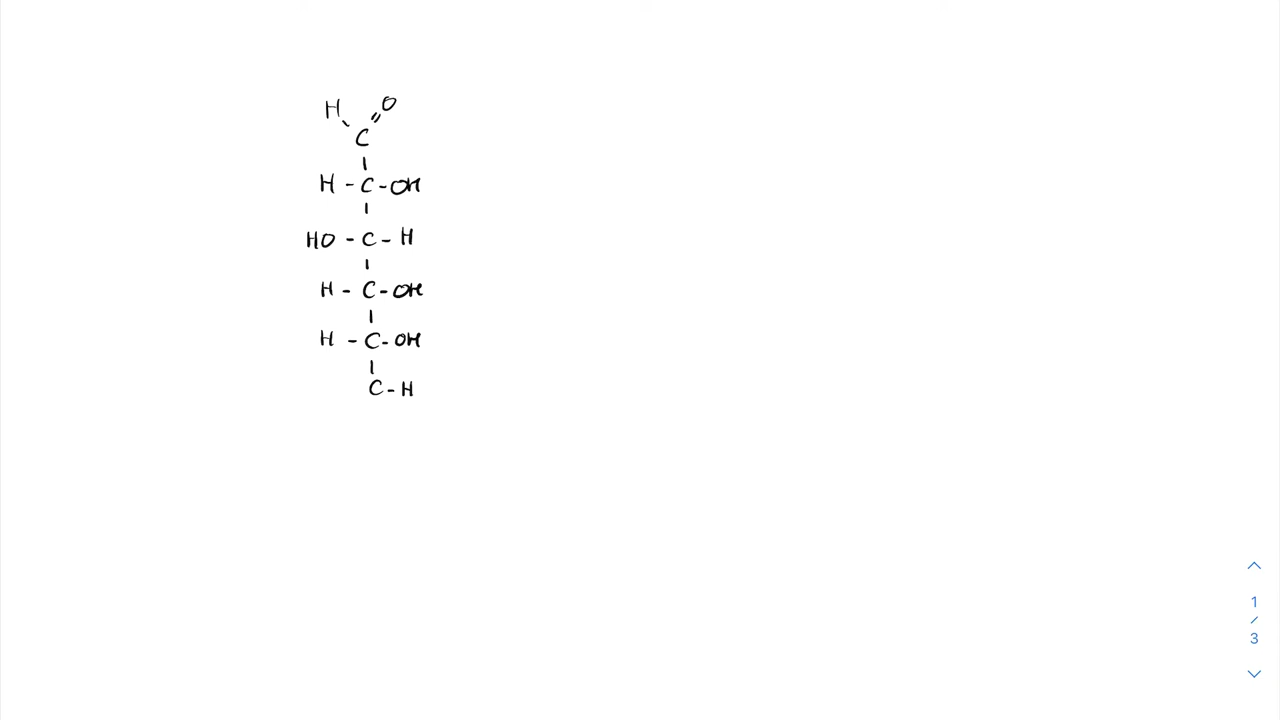 H O
C
H - C - OH
HO - C - H
H - C - OH
H - C - OH
C - H
1
/
3